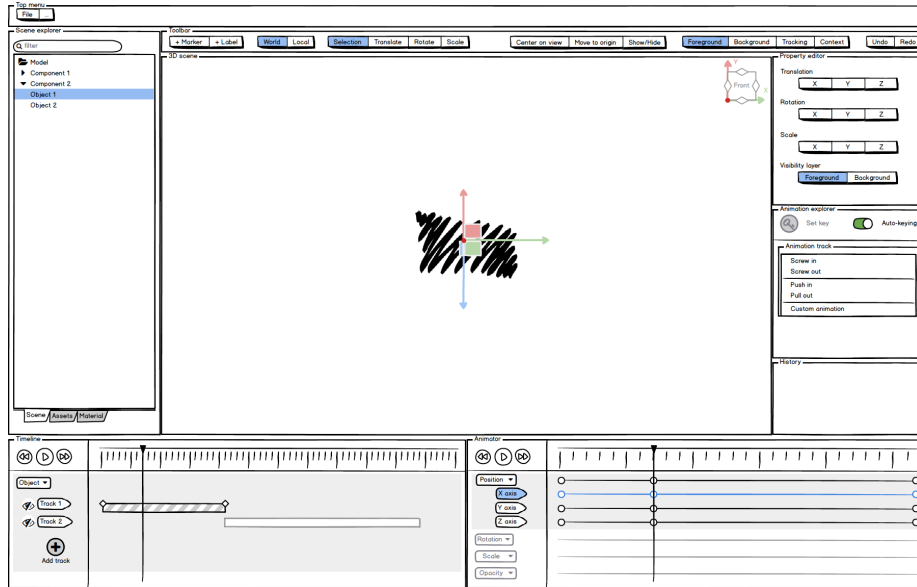 Top menu
File ...
Scene explorer
filter
Model
Component 1
Component 2
Object 1
Object 2
Scene Assets Material
Toolbar
+ Marker + Label World Local Selection Translate Rotate Scale Center on view Move to origin Show/Hide Foreground Background Tracking Context Undo Redo
3D scene
Y
Front
X
Property editor
Translation
X Y Z
Rotation
X Y Z
Scale
X Y Z
Visibility layer
Foreground Background
Animation explorer
Set key Auto-keying
Animation track
Screw in
Screw out
Push in
Pull out
Custom animation
History
Timeline
Object
Track 1
Track 2
Add track
Animator
Position
X axis
Y axis
Z axis
Rotation
Scale
Opacity